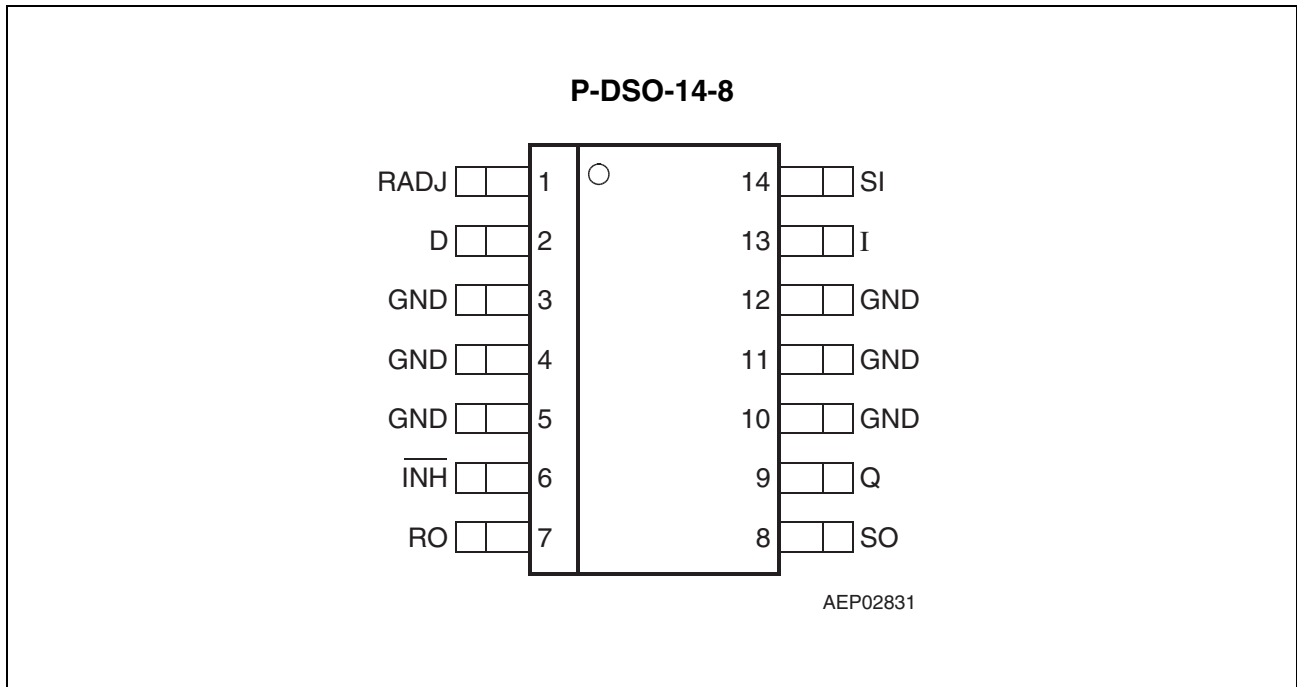 P-DSO-14-8
RADJ 1 14 SI
D 2 13 I
GND 3 12 GND
GND 4 11 GND
GND 5 10 GND
I̅N̅H̅ 6 9 Q
RO 7 8 SO
AEP02831